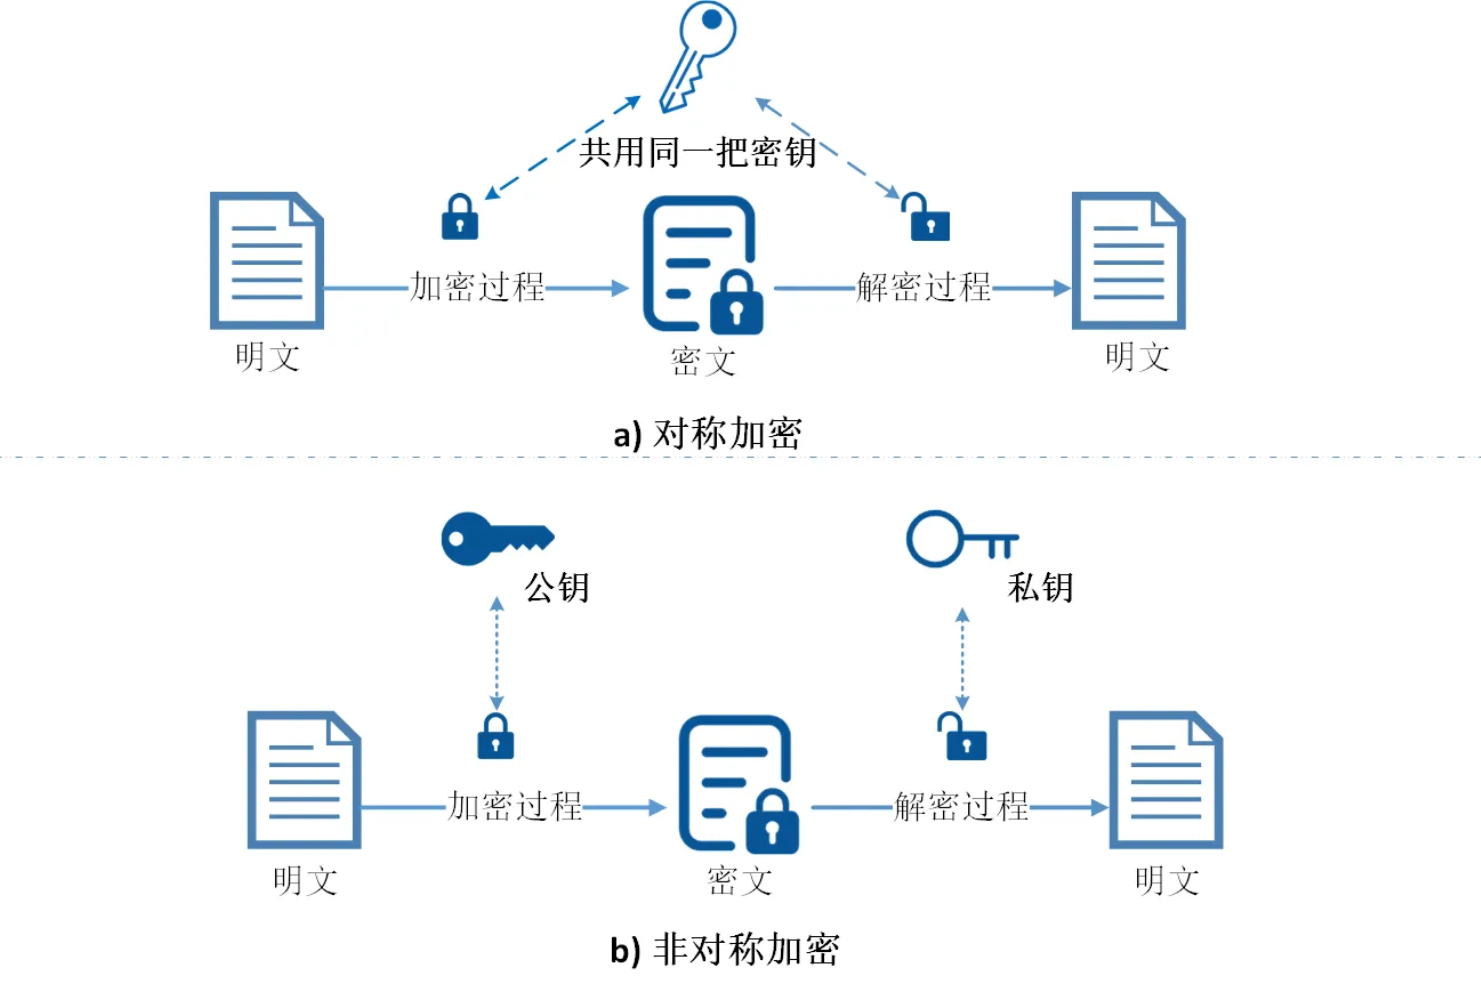 共用同一把密钥
加密过程
解密过程
明文
密文
明文
a) 对称加密
公钥
私钥
加密过程
解密过程
明文
密文
明文
b) 非对称加密